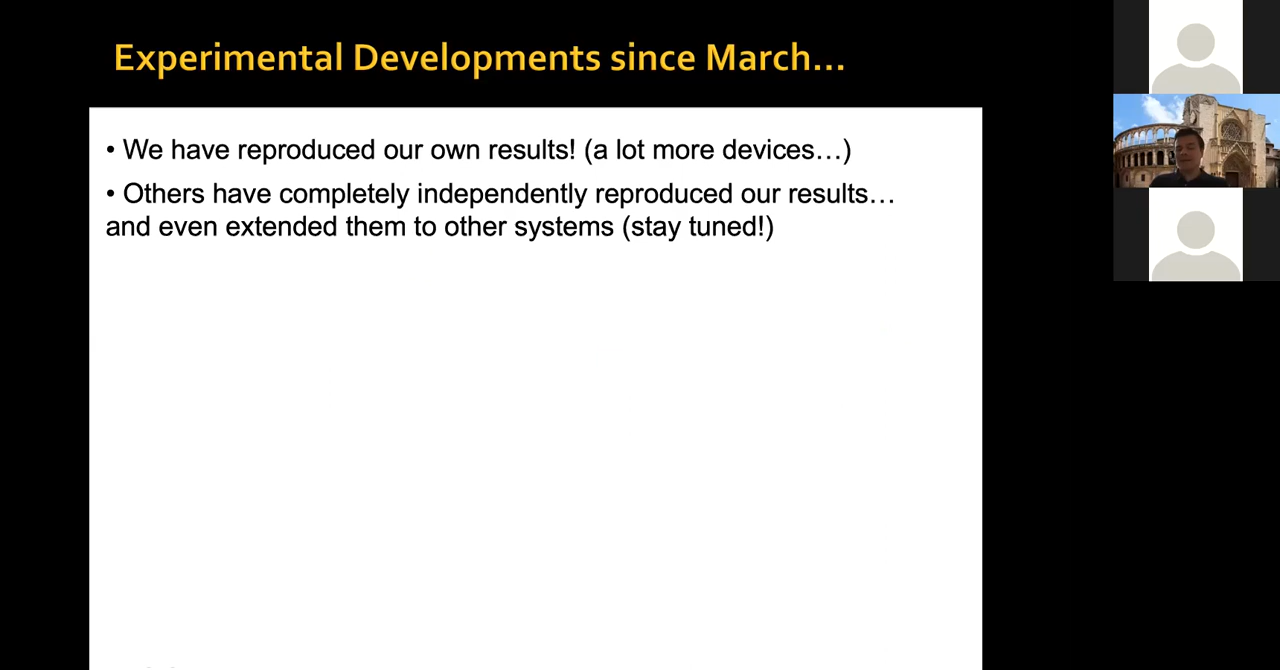 Experimental Developments since March...
• We have reproduced our own results! (a lot more devices…)
• Others have completely independently reproduced our results…
and even extended them to other systems (stay tuned!)